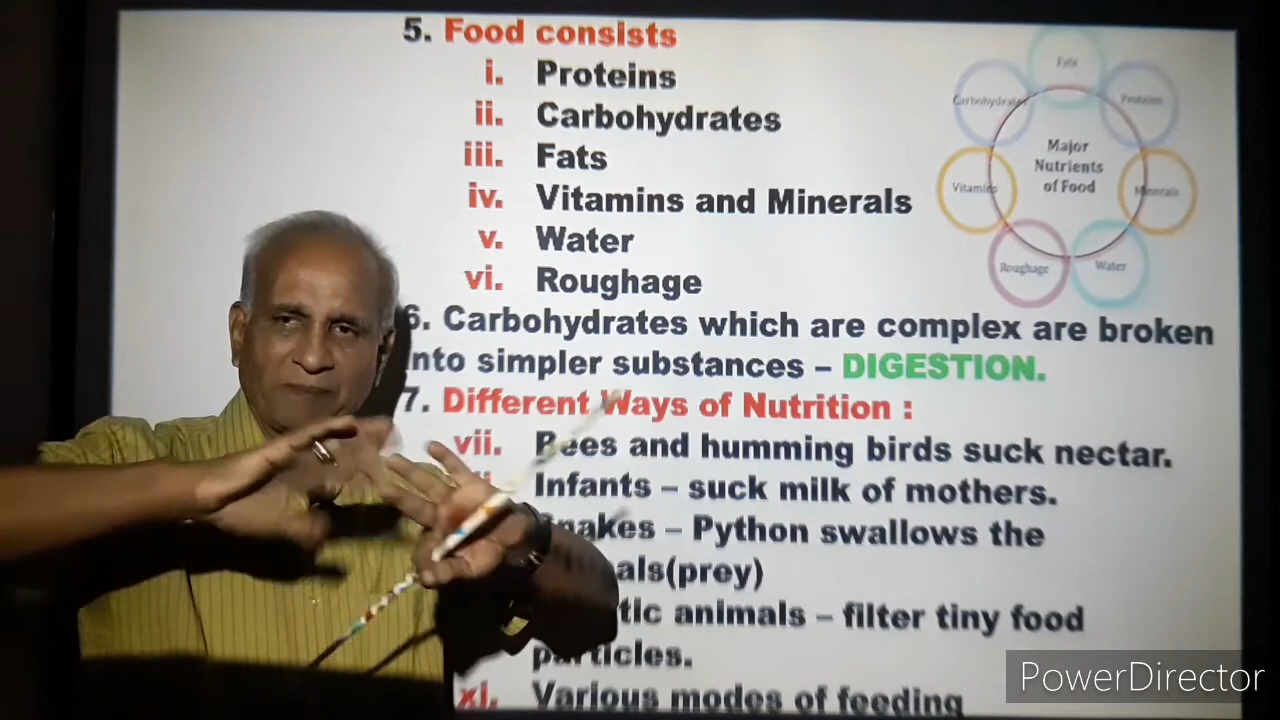 5. Food consists
i. Proteins
ii. Carbohydrates
iii. Fats
iv. Vitamins and Minerals
v. Water
vi. Roughage
6. Carbohydrates which are complex are broken
into simpler substances – DIGESTION.
7. Different Ways of Nutrition :
vii. Bees and humming birds suck nectar.
Infants – suck milk of mothers.
Snakes – Python swallows the
(prey)
animals – filter tiny food
particles.
xi. Various modes of feeding
Fats
Carbohydrates
Proteins
Major
Nutrients
of Food
Vitamins
Minerals
Roughage
Water
PowerDirector